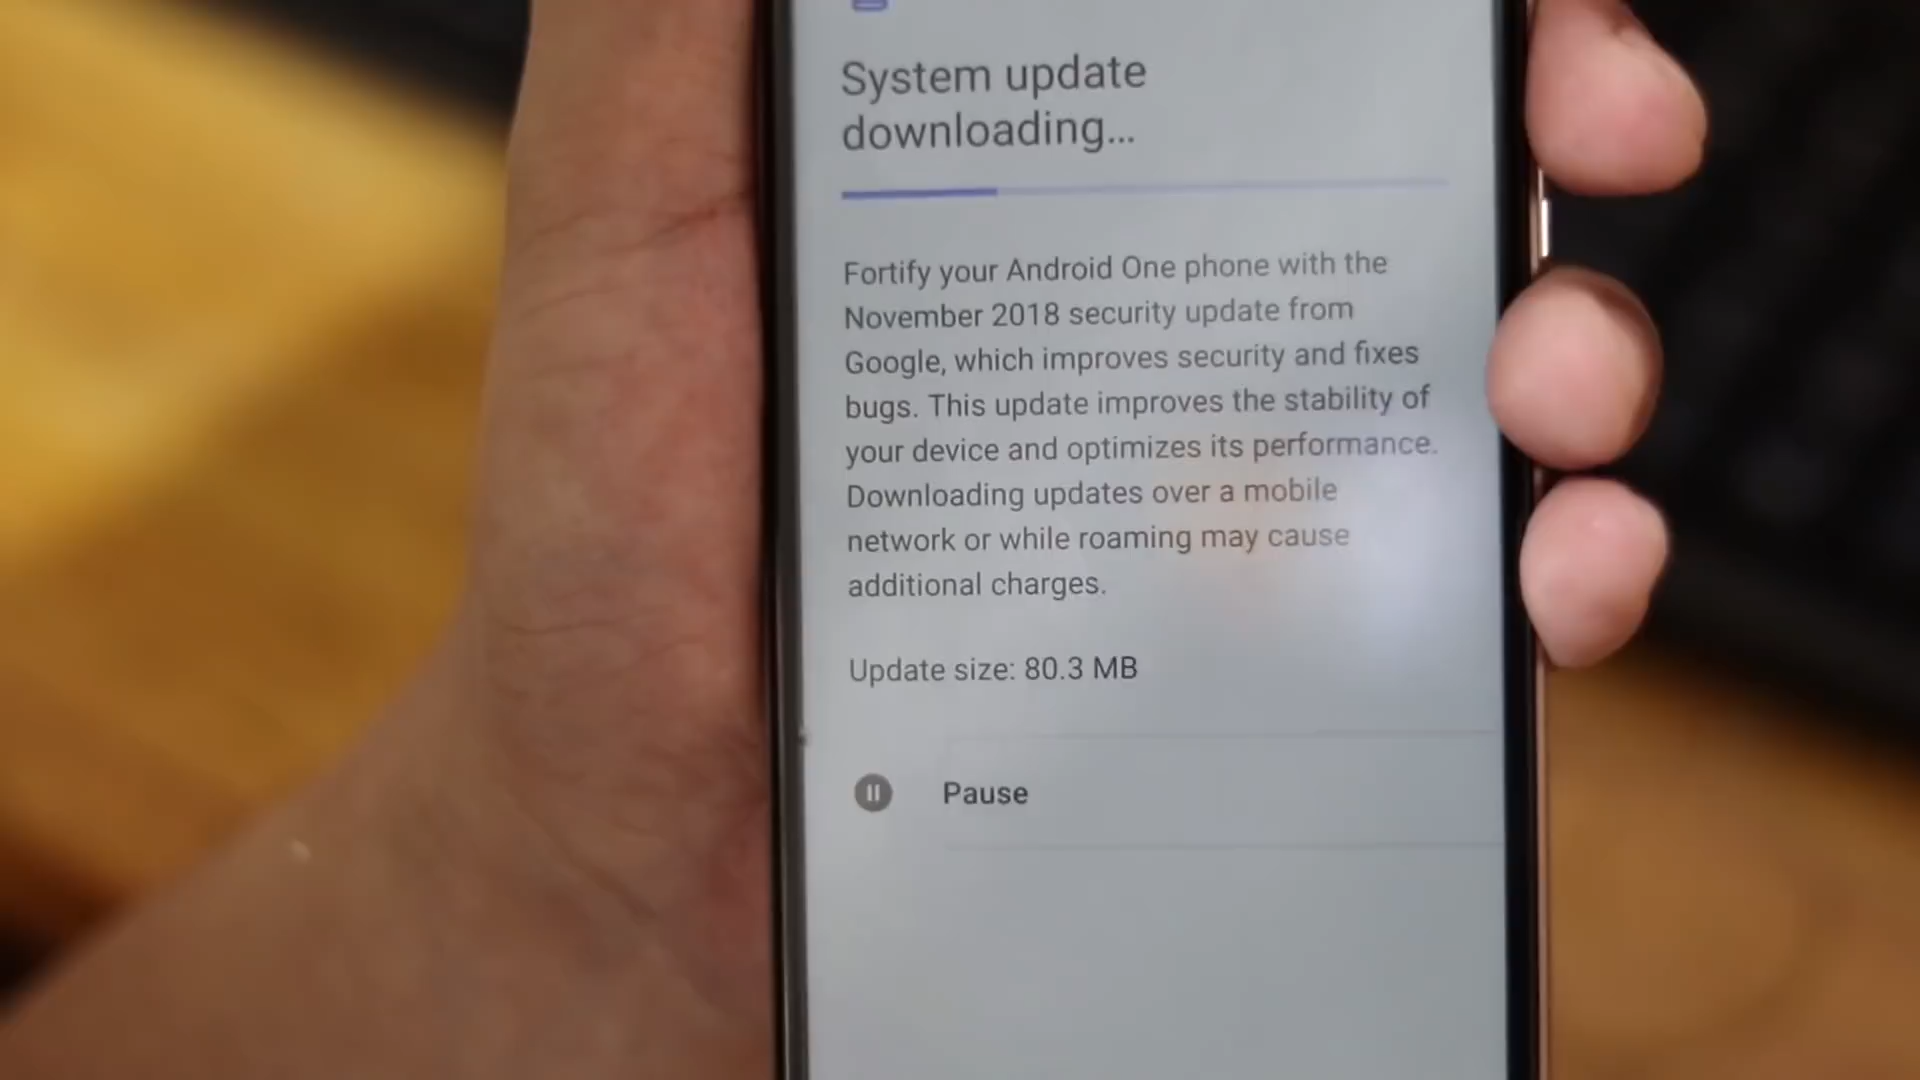 System update
downloading...
Fortify your Android One phone with the
November 2018 security update from
Google, which improves security and fixes
bugs. This update improves the stability of
your device and optimizes its performance.
Downloading updates over a mobile
network or while roaming may cause
additional charges.
Update size: 80.3 MB
Pause